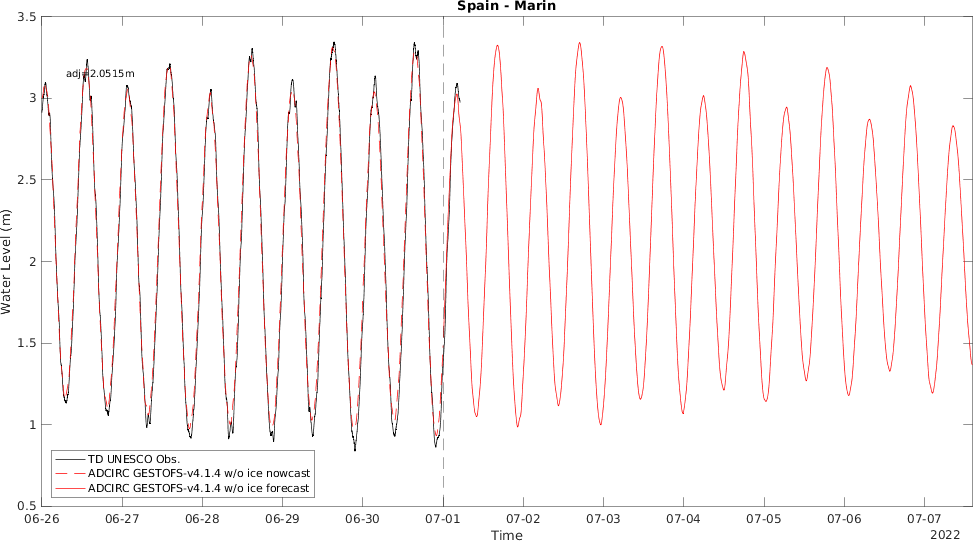 Spain - Marin
3.5
adj=2.0515m
3
2.5
2
1.5
1
0.5
Water Level (m)
TD UNESCO Obs.
ADCIRC GESTOFS-v4.1.4 w/o ice nowcast
ADCIRC GESTOFS-v4.1.4 w/o ice forecast
06-26 06-27 06-28 06-29 06-30 07-01 07-02 07-03 07-04 07-05 07-06 07-07
Time
2022